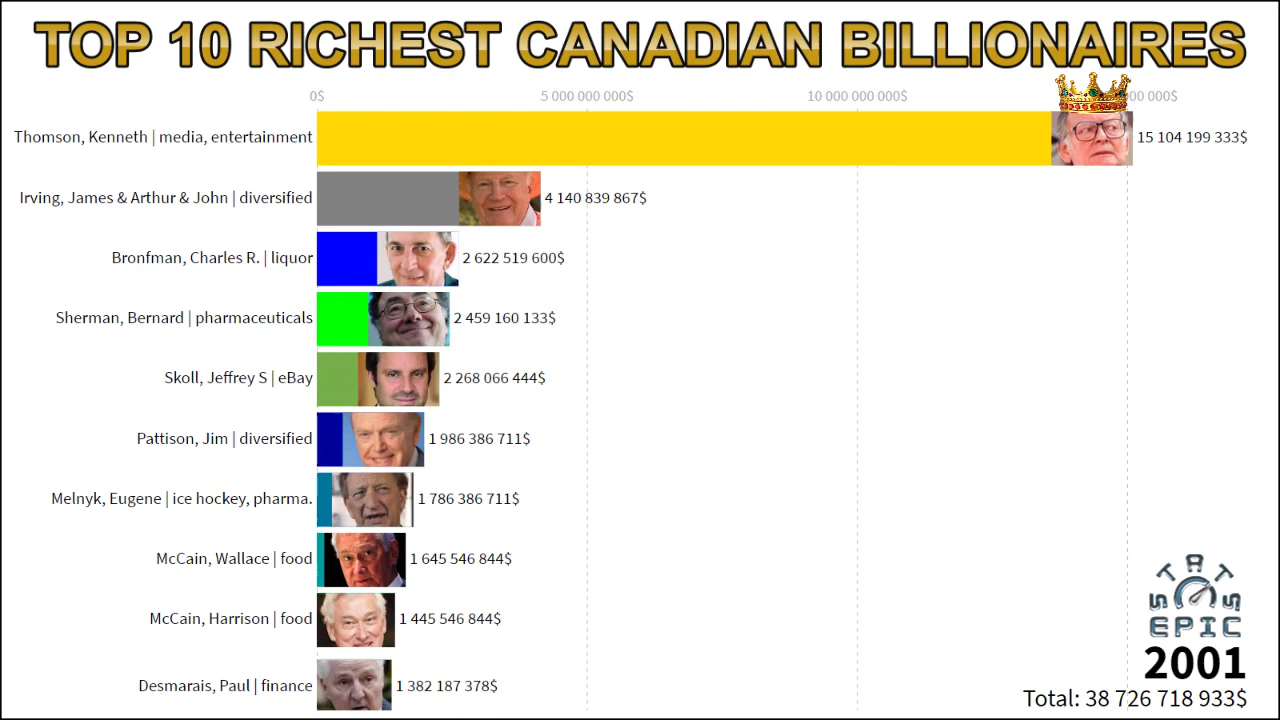 TOP 10 RICHEST CANADIAN BILLIONAIRES
0$ 5 000 000 000$ 10 000 000 000$ 000 000$
Thomson, Kenneth | media, entertainment 15 104 199 333$
Irving, James & Arthur & John | diversified 4 140 839 867$
Bronfman, Charles R. | liquor 2 622 519 600$
Sherman, Bernard | pharmaceuticals 2 459 160 133$
Skoll, Jeffrey S | eBay 2 268 066 444$
Pattison, Jim | diversified 1 986 386 711$
Melnyk, Eugene | ice hockey, pharma. 1 786 386 711$
McCain, Wallace | food 1 645 546 844$
McCain, Harrison | food 1 445 546 844$
Desmarais, Paul | finance 1 382 187 378$
STATS
EPIC
2001
Total: 38 726 718 933$